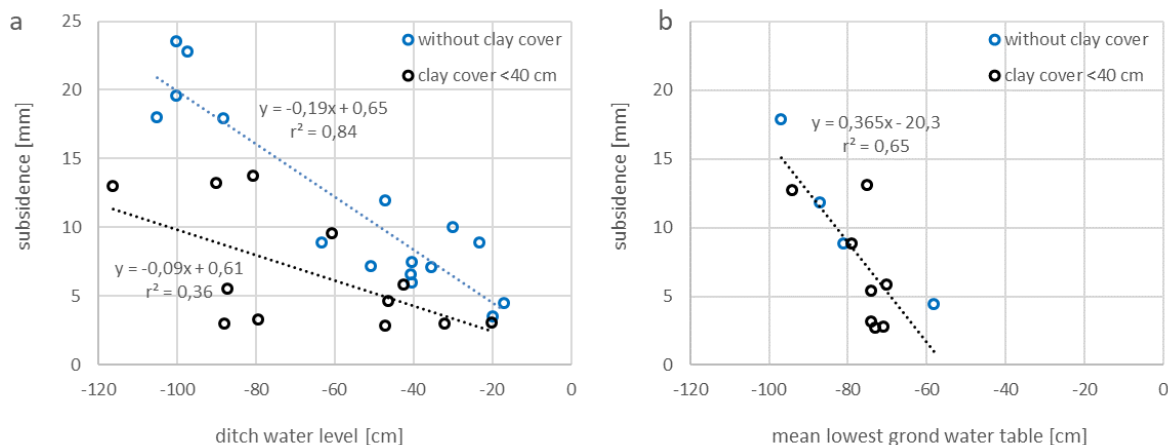 a
25
20
15
10
5
0
subsidence [mm]
without clay cover
clay cover <40 cm
y = -0,19x + 0,65
r² = 0,84
y = -0,09x + 0,61
r² = 0,36
-120 -100 -80 -60 -40 -20 0
ditch water level [cm]
b
25
20
15
10
5
0
subsidence [mm]
without clay cover
clay cover <40 cm
y = 0,365x - 20,3
r² = 0,65
-120 -100 -80 -60 -40 -20 0
mean lowest grond water table [cm]